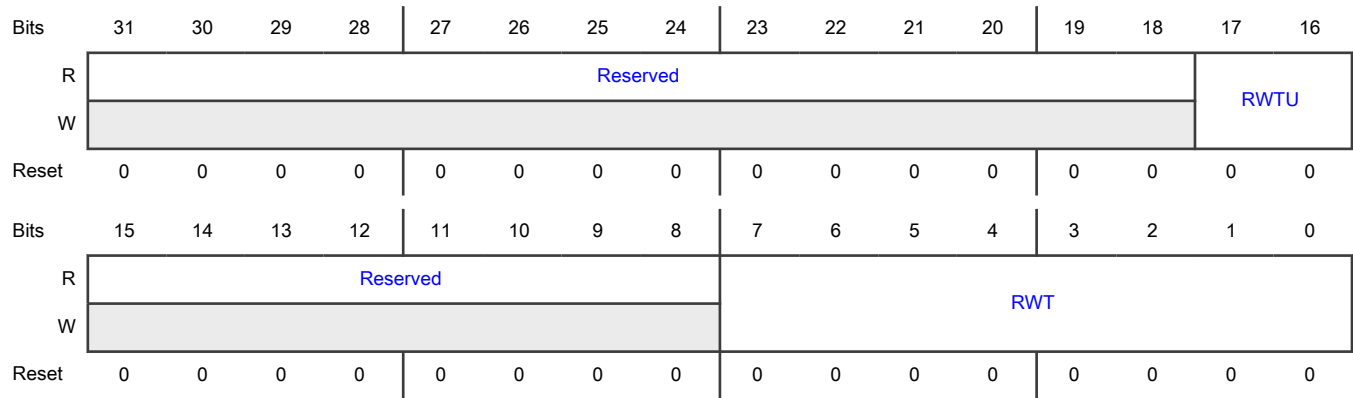 Bits 31 30 29 28 27 26 25 24 23 22 21 20 19 18 17 16
R Reserved RWTU
W
Reset 0 0 0 0 0 0 0 0 0 0 0 0 0 0 0 0
Bits 15 14 13 12 11 10 9 8 7 6 5 4 3 2 1 0
R Reserved RWT
W
Reset 0 0 0 0 0 0 0 0 0 0 0 0 0 0 0 0